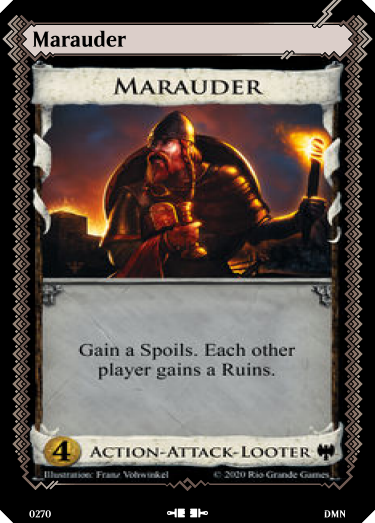 Marauder
MARAUDER
Gain a Spoils. Each other
player gains a Ruins.
4 ACTION-ATTACK-LOOTER
Illustration: Franz Vohwinkel © 2020 Rio Grande Games
0270 DMN